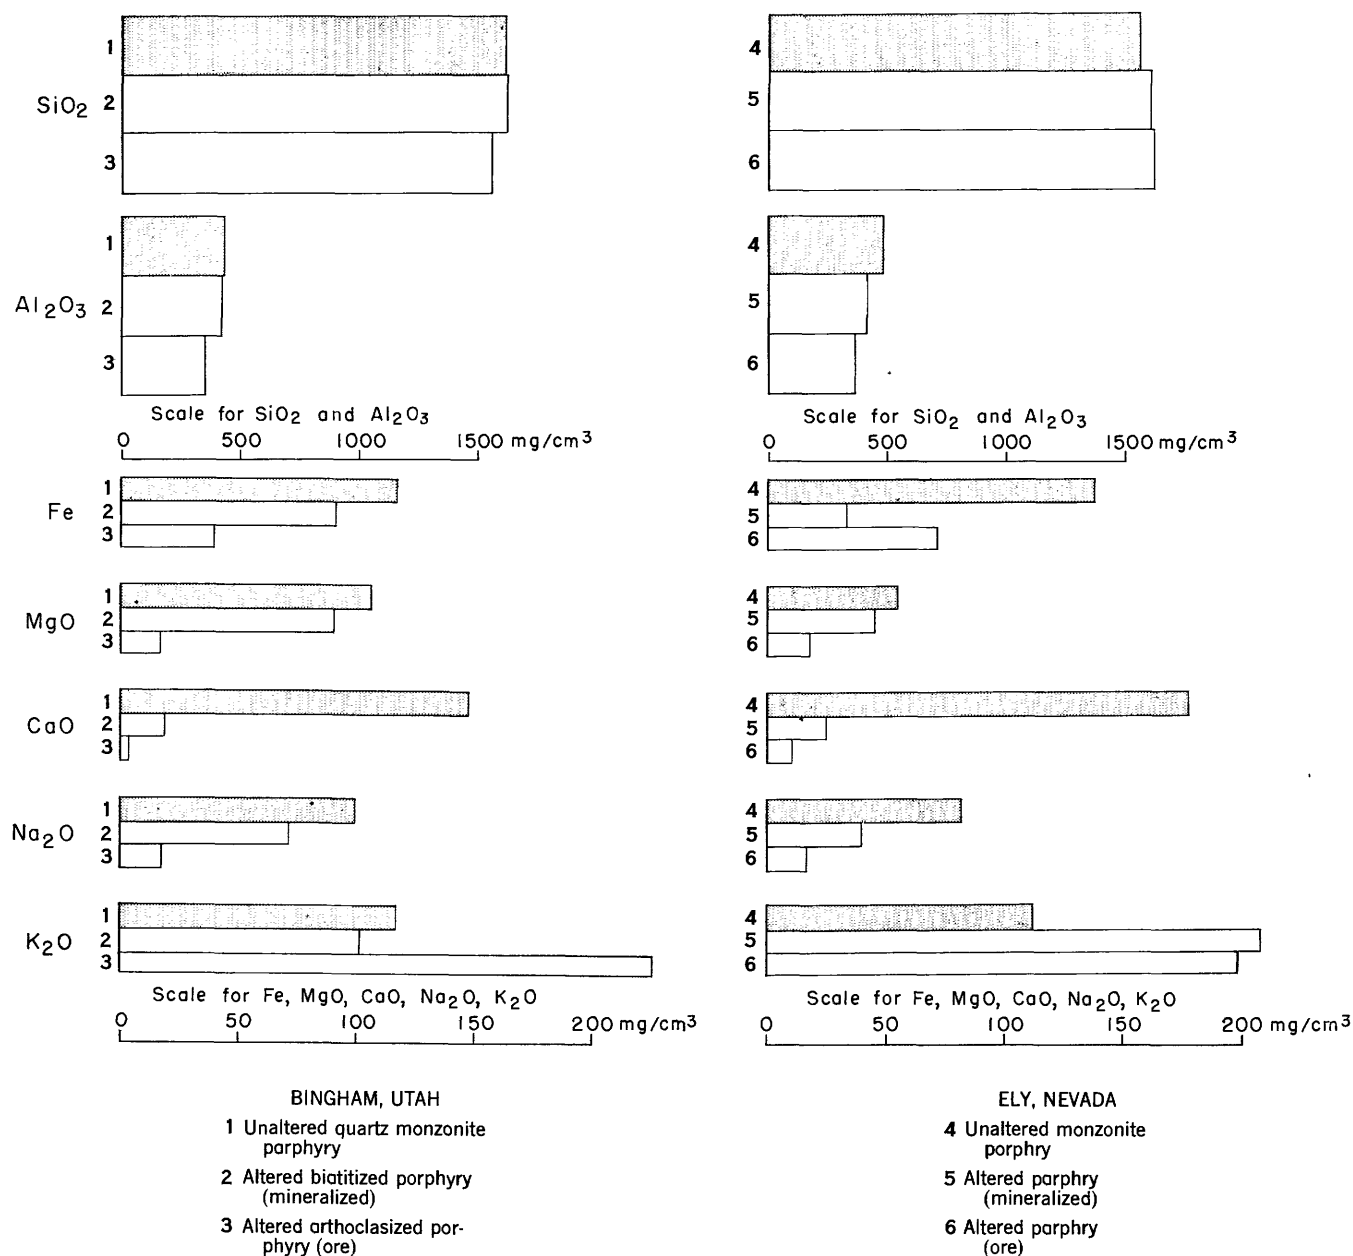 1
SiO2 2
3
1
Al2O3 2
3
Scale for SiO2 and Al2O3
0 500 1000 1500 mg/cm3
1
Fe 2
3
1
MgO 2
3
1
CaO 2
3
1
Na2O 2
3
1
K2O 2
3
Scale for Fe, MgO, CaO, Na2O, K2O
0 50 100 150 200 mg/cm3
BINGHAM, UTAH
1 Unaltered quartz monzonite
porphyry
2 Altered biatitized porphyry
(mineralized)
3 Altered arthoclasized por-
phyry (ore)
4
5
6
4
5
6
Scale for SiO2 and Al2O3
0 500 1000 1500 mg/cm3
4
5
6
4
5
6
4
5
6
4
5
6
4
5
6
Scale for Fe, MgO, CaO, Na2O, K2O
0 50 100 150 200 mg/cm3
ELY, NEVADA
4 Unaltered monzonite
porphry
5 Altered parphry
(mineralized)
6 Altered parphry
(ore)